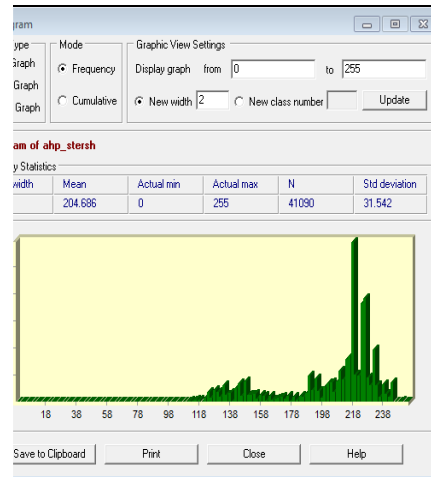 gram
ype Mode Graphic View Settings
Graph Frequency Display graph from 0 to 255
Graph
Graph Cumulative New width 2 New class number Update
am of ahp_stersh
y Statistics
width Mean Actual min Actual max N Std deviation
204.686 0 255 41090 31.542
18 38 58 78 98 118 138 158 178 198 218 238
Save to Clipboard Print Close Help